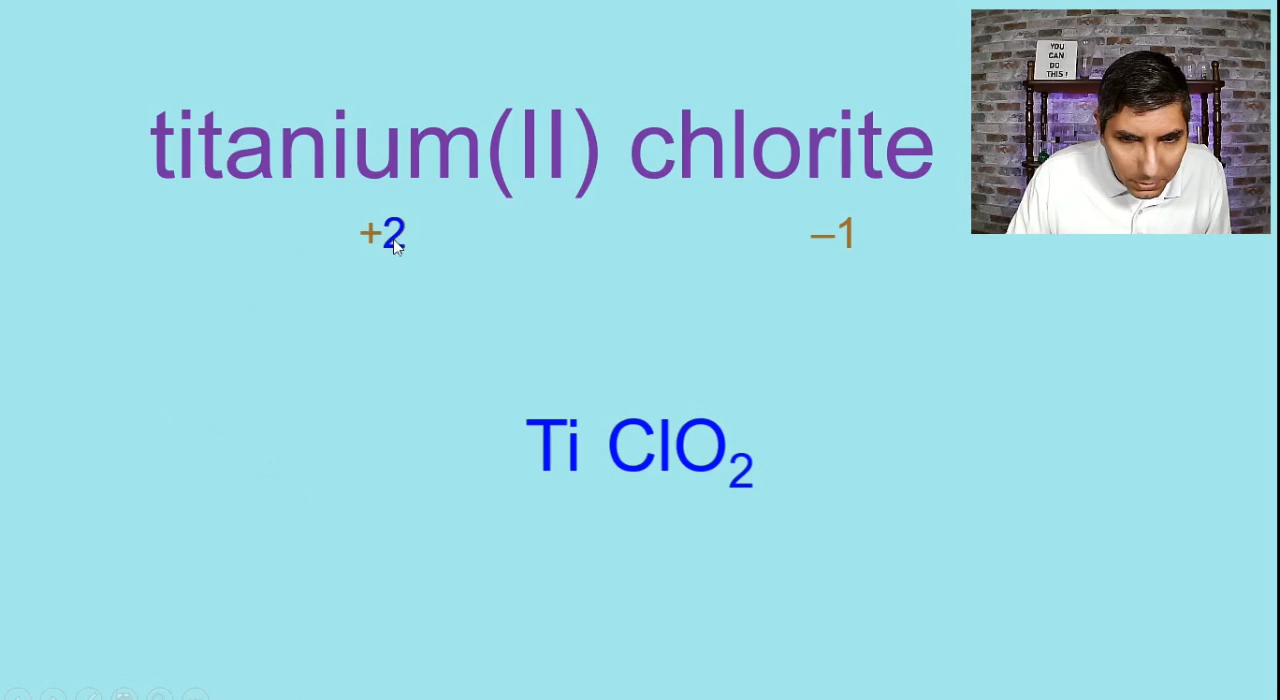 YOU
CAN
DO
THIS!
titanium(II) chlorite
+2 –1
Ti ClO₂